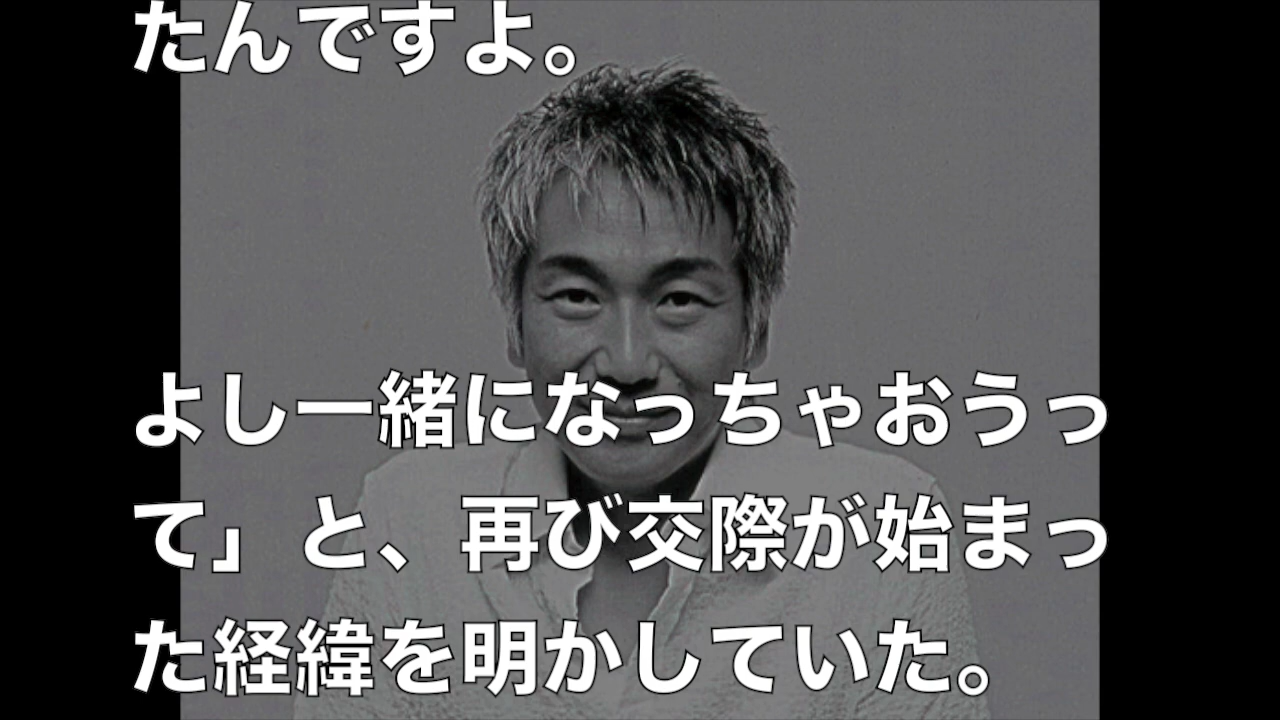 たんですよ。
よし一緒になっちゃおうっ
て」と、再び交際が始まっ
た経緯を明かしていた。